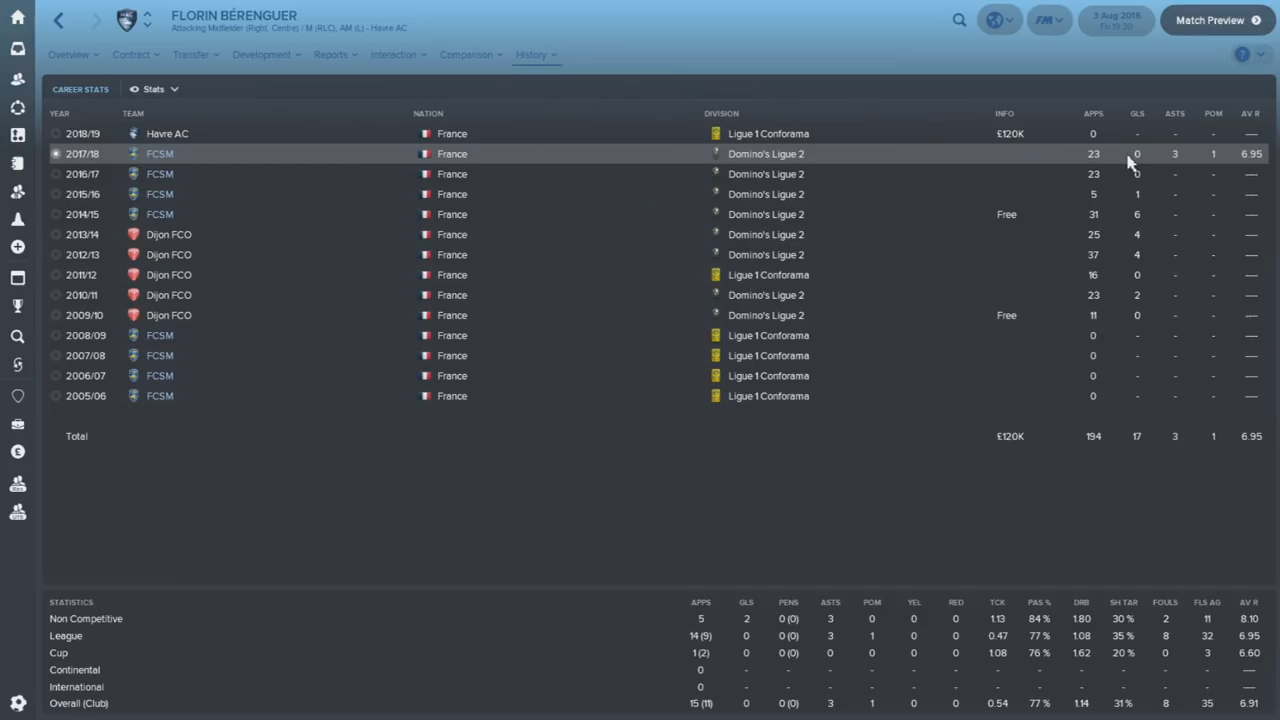 FLORIN BÉRENGUER
Attacking Midfielder (Right, Centre) / M (RLC), AM (L) - Havre AC
FM
3 Aug 2018
Fri 19:30
Match Preview
Overview Contract Transfer Development Reports Interaction Comparison History
?
CAREER STATS Stats
YEAR TEAM NATION DIVISION INFO APPS GLS ASTS POM AV R
2018/19 Havre AC France Ligue 1 Conforama £120K 0 - - - ---
2017/18 FCSM France Domino's Ligue 2 23 0 3 1 6.95
2016/17 FCSM France Domino's Ligue 2 23 0 - - ---
2015/16 FCSM France Domino's Ligue 2 5 1 - - ---
2014/15 FCSM France Domino's Ligue 2 Free 31 6 - - ---
2013/14 Dijon FCO France Domino's Ligue 2 25 4 - - ---
2012/13 Dijon FCO France Domino's Ligue 2 37 4 - - ---
2011/12 Dijon FCO France Ligue 1 Conforama 16 0 - - ---
2010/11 Dijon FCO France Domino's Ligue 2 23 2 - - ---
2009/10 Dijon FCO France Domino's Ligue 2 Free 11 0 - - ---
2008/09 FCSM France Ligue 1 Conforama 0 - - - ---
2007/08 FCSM France Ligue 1 Conforama 0 - - - ---
2006/07 FCSM France Ligue 1 Conforama 0 - - - ---
2005/06 FCSM France Ligue 1 Conforama 0 - - - ---
Total £120K 194 17 3 1 6.95
STATISTICS APPS GLS PENS ASTS POM YEL RED TCK PAS % DRB SH TAR FOULS FLS AG AV R
Non Competitive 5 2 0 (0) 3 0 0 0 1.13 84 % 1.80 30 % 2 11 8.10
League 14 (9) 0 0 (0) 3 1 0 0 0.47 77 % 1.08 35 % 8 32 6.95
Cup 1 (2) 0 0 (0) 0 0 0 0 1.08 76 % 1.62 20 % 0 3 6.60
Continental 0 - - - - - - - - - - - - ---
International 0 - - - - - - - - - - - - ---
Overall (Club) 15 (11) 0 0 (0) 3 1 0 0 0.54 77 % 1.14 31 % 8 35 6.91